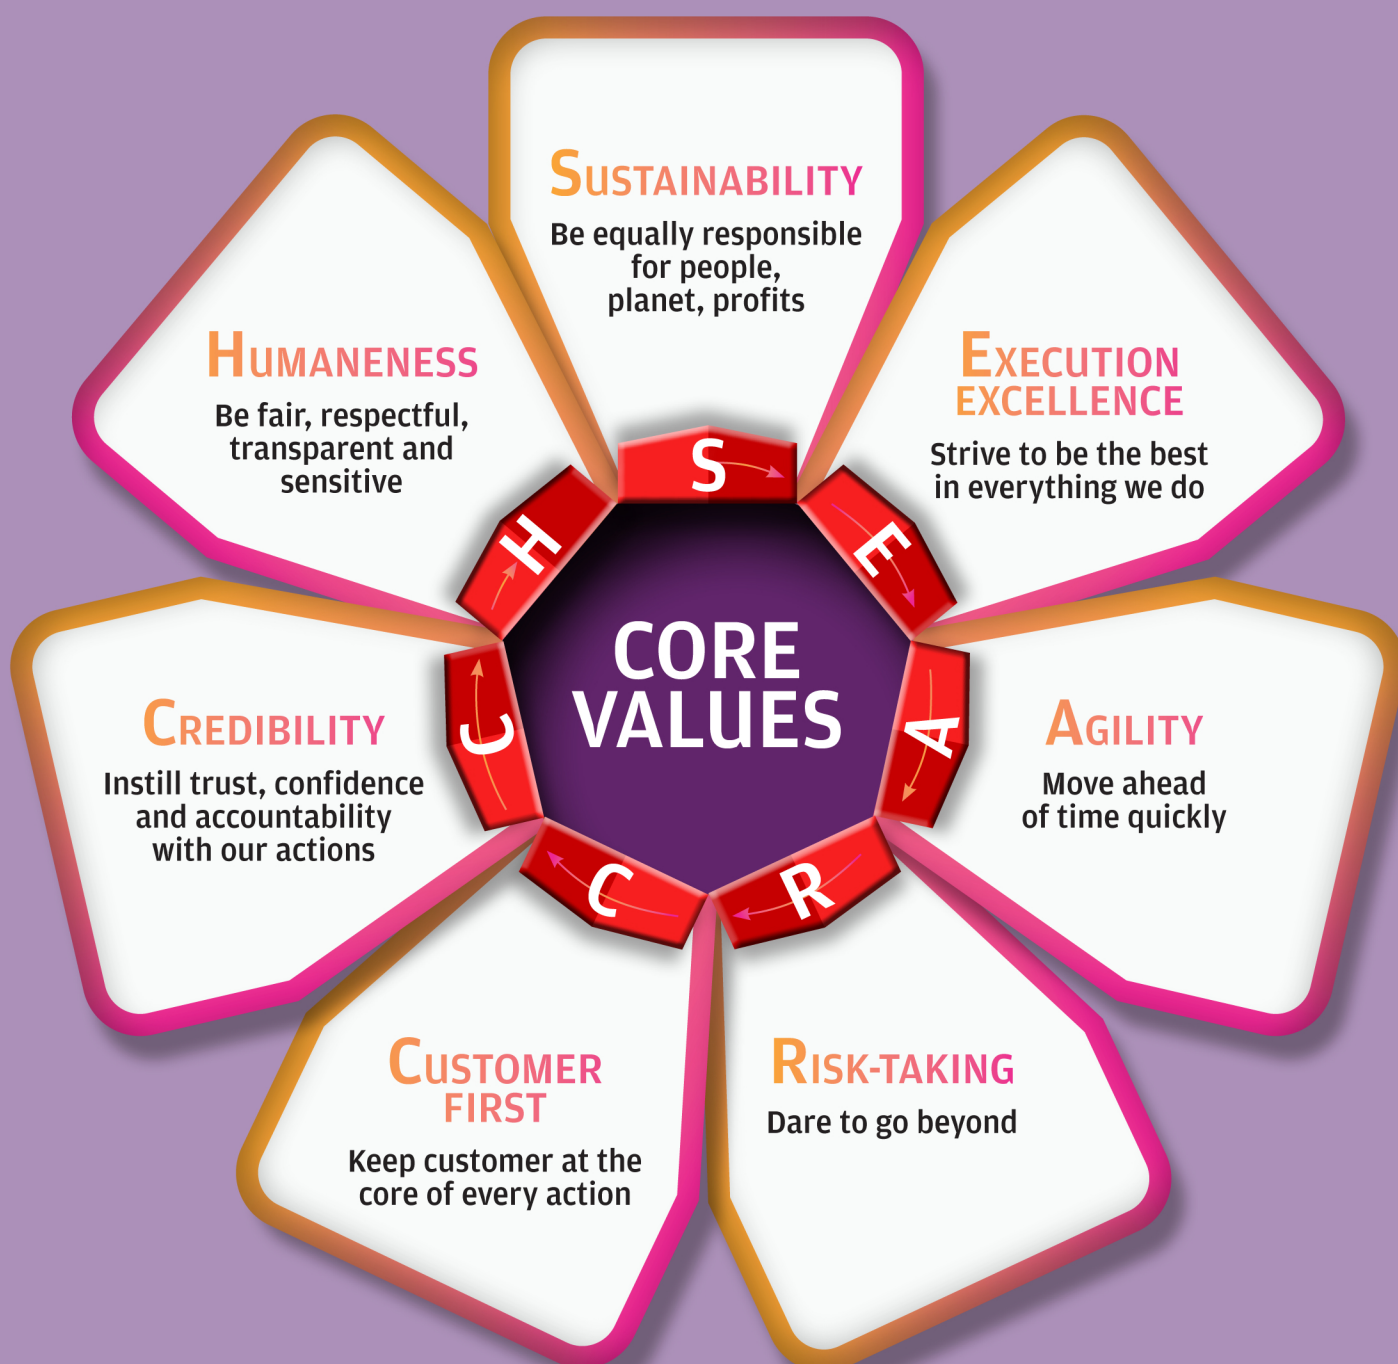 SUSTAINABILITY
Be equally responsible
for people,
planet, profits
EXECUTION
EXCELLENCE
Strive to be the best
in everything we do
AGILITY
Move ahead
of time quickly
RISK-TAKING
Dare to go beyond
CUSTOMER
FIRST
Keep customer at the
core of every action
CREDIBILITY
Instill trust, confidence
and accountability
with our actions
HUMANENESS
Be fair, respectful,
transparent and
sensitive
S
E
A
R
C
C
H
CORE
VALUES